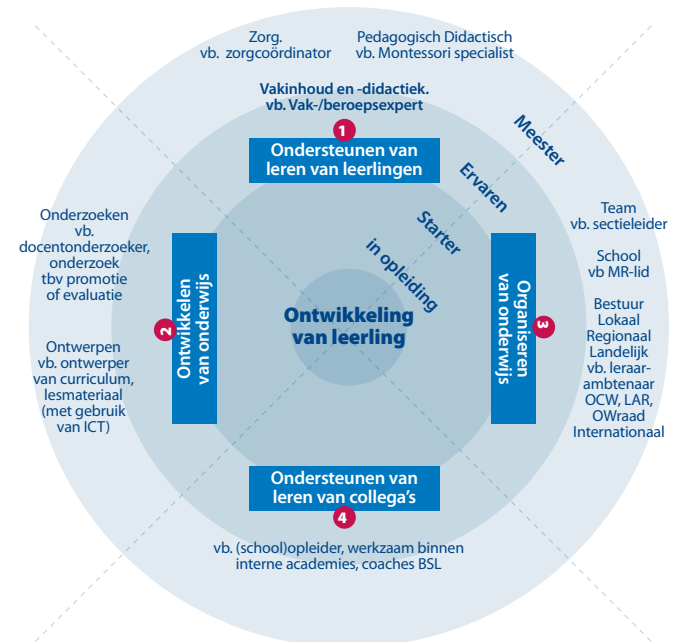 Zorg.
vb. zorgcoördinator
Pedagogisch Didactisch
vb. Montessori specialist
Vakinhoud en -didactiek.
vb. Vak-/beroepsexpert
1
Ondersteunen van
leren van leerlingen
Meester
Ervaren
Starter
in opleiding
Ontwikkeling
van leerling
Onderzoeken
vb.
docentonderzoeker,
onderzoek
tbv promotie
of evaluatie
Ontwerpen
vb. ontwerper
van curriculum,
lesmateriaal
(met gebruik
van ICT)
2
Ontwikkelen
van onderwijs
Organiseren
van onderwijs
3
Team
vb. sectieleider
School
vb MR-lid
Bestuur
Lokaal
Regionaal
Landelijk
vb. leraar-
ambtenaar
OCW, LAR,
OWraad
Internationaal
Ondersteunen van
leren van collega's
4
vb. (school)opleider, werkzaam binnen
interne academies, coaches BSL